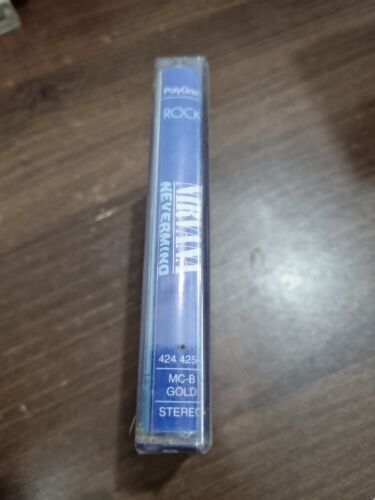 PolyGram
ROCK
NIRVANA
NEVERMIND
424 425-
MC-B
GOLD
STEREO